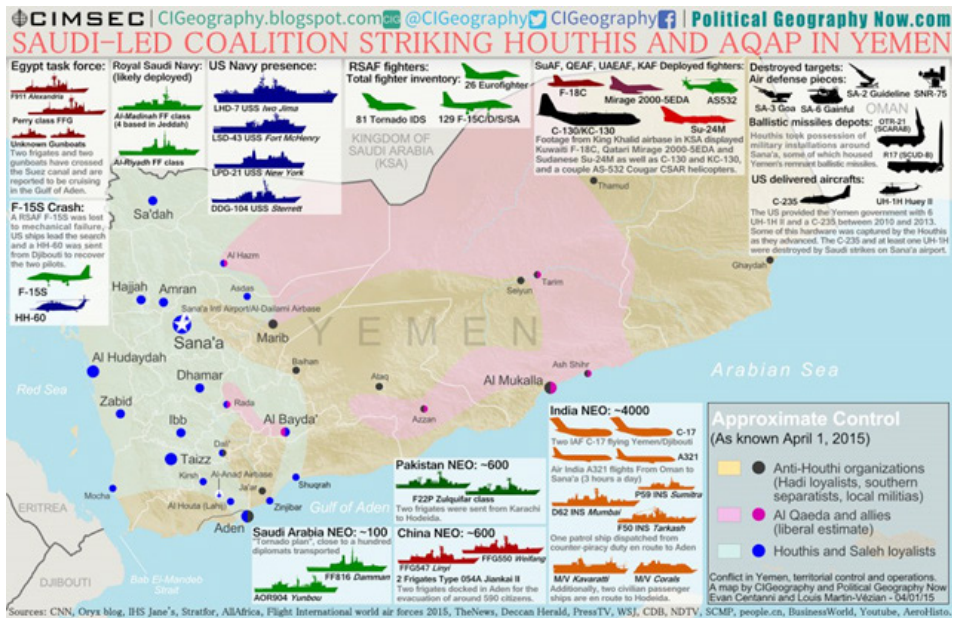 CIMSEC | CIGeography.blogspot.com CIG @CIGeography CIGeography | Political Geography Now.com
SAUDI-LED COALITION STRIKING HOUTHIS AND AQAP IN YEMEN
Egypt task force:
F911 Alexandria
Perry class FFG
Unknown Gunboats
Two frigates and two
gunboats have crossed
the Suez canal and are
reported to be cruising
in the Gulf of Aden.
Royal Saudi Navy:
(likely deployed)
Al-Madinah FF class
(4 based in Jeddah)
Al-Riyadh FF class
US Navy presence:
LHD-7 USS Iwo Jima
LSD-43 USS Fort McHenry
LPD-21 USS New York
DDG-104 USS Sterrett
RSAF fighters:
Total fighter inventory:
26 Eurofighter
81 Tornado IDS
129 F-15C/D/S/SA
SuAF, QEAF, UAEAF, KAF Deployed fighters:
F-18C
Mirage 2000-5EDA
AS532
C-130/KC-130
Su-24M
Footage from King Khalid airbase in KSA displayed
Kuwaiti F-18C, Qatari Mirage 2000-5EDA and
Sudanese Su-24M as well as C-130 and KC-130,
and a couple AS-532 Cougar CSAR helicopters.
Destroyed targets:
Air defense pieces:
SA-2 Guideline
SNR-75
SA-3 Goa
SA-6 Gainful
Ballistic missiles depots:
OTR-21
(SCARAB)
Houthis took possession of
military installations around
Sana'a, some of which housed
Yemen's remnant ballistic missiles.
R17 (SCUD-B)
US delivered aircrafts:
C-235
UH-1H Huey II
The US provided the Yemen government with 6
UH-1H II and a C-235 between 2010 and 2013.
Some of this hardware was captured by the Houthis
as they advanced. The C-235 and at least one UH-1H
were destroyed by Saudi strikes on Sana'a airport.
F-15S Crash:
A RSAF F-15S was lost
to mechanical failure,
US ships lead the search
and a HH-60 was sent
from Djibouti to recover
the two pilots.
F-15S
HH-60
KINGDOM OF
SAUDI ARABIA
(KSA)
OMAN
Thamud
Sa'dah
Al Hazm
Ghaydah
Hajjah
Amran
Asdas
Seiyun
Tarim
Sana'a Intl Airport/Al-Dailami Airbase
Marib
Sana'a
YEMEN
Al Hudaydah
Baihan
Ash Shihr
Arabian Sea
Red Sea
Dhamar
Ataq
Al Mukalla
Zabid
Rada
Azzan
Ibb
Al Bayda'
Dali'
Taizz
Al-Anad Airbase
Kirsh
Ja'ar
Shuqrah
Mocha
Al Houta (Lahj)
Zinjibar
Gulf of Aden
Aden
ERITREA
DJIBOUTI
Bab El-Mandeb
Strait
Pakistan NEO: ~600
F22P Zulquifar class
Two frigates were sent from Karachi
to Hodeida.
Saudi Arabia NEO: ~100
"Tornado plan", close to a hundred
diplomats transported
FF816 Damman
AOR904 Yunbou
China NEO: ~600
FFG550 Weifang
FFG547 Linyi
2 Frigates Type 054A Jiankai II
Two frigates docked in Aden for the
evacuation of around 590 citizens.
India NEO: ~4000
C-17
Two IAF C-17 flying Yemen/Djibouti
A321
Air India A321 flights From Oman to
Sana'a (3 hours a day)
P59 INS Sumitra
D62 INS Mumbai
F50 INS Tarkash
One patrol ship dispatched from
counter-piracy duty en route to Aden
M/V Kavaratti
M/V Corals
Additionally, two civilian passenger
ships are en route to Hodeida.
Approximate Control
(As known April 1, 2015)
Anti-Houthi organizations
(Hadi loyalists, southern
separatists, local militias)
Al Qaeda and allies
(liberal estimate)
Houthis and Saleh loyalists
Conflict in Yemen, territorial control and operations.
A map by CIGeography and Political Geography Now
Evan Centanni and Louis Martin-Vézian - 04/01/15
Sources: CNN, Oryx blog, IHS Jane's, Stratfor, AllAfrica, Flight International world air forces 2015, TheNews, Deccan Herald, PressTV, WSJ, CDB, NDTV, SCMP, people.cn, BusinessWorld, Youtube, AeroHisto.